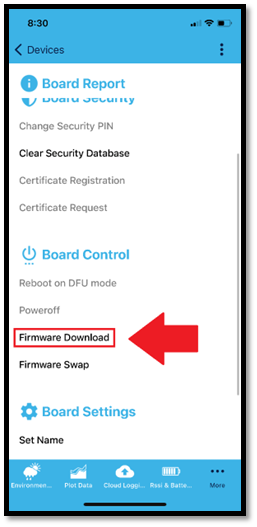 8:30
Devices
Board Report
Board Security
Change Security PIN
Clear Security Database
Certificate Registration
Certificate Request
Board Control
Reboot on DFU mode
Poweroff
Firmware Download
Firmware Swap
Board Settings
Set Name
Environmen... Plot Data Cloud Loggi... Rssi & Batte... More